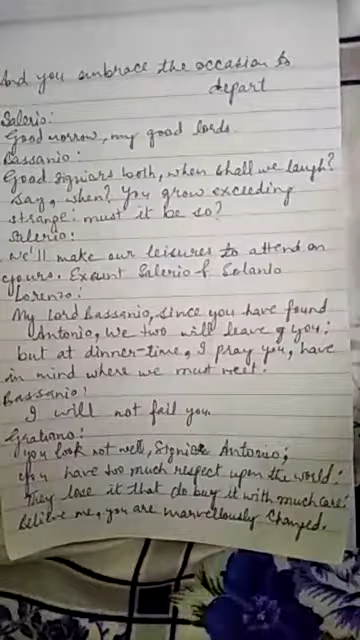 And you embrace the occasion to
depart
Salerio:
Good morrow, my good lords.
Bassanio:
Good signiors both, when shall we laugh?
Say, when? You grow exceeding
strange: must it be so?
Salerio:
We'll make our leisures to attend on
yours. Exeunt Salerio & Solanio
Lorenzo:
My Lord Bassanio, since you have found
Antonio, we two will leave you:
but at dinner-time, I pray you, have
in mind where we must meet.
Bassanio:
I will not fail you.
Gratiano:
You look not well, Signior Antonio;
you have too much respect upon the world:
They lose it that do buy it with much care:
Believe me, you are marvellously changed.